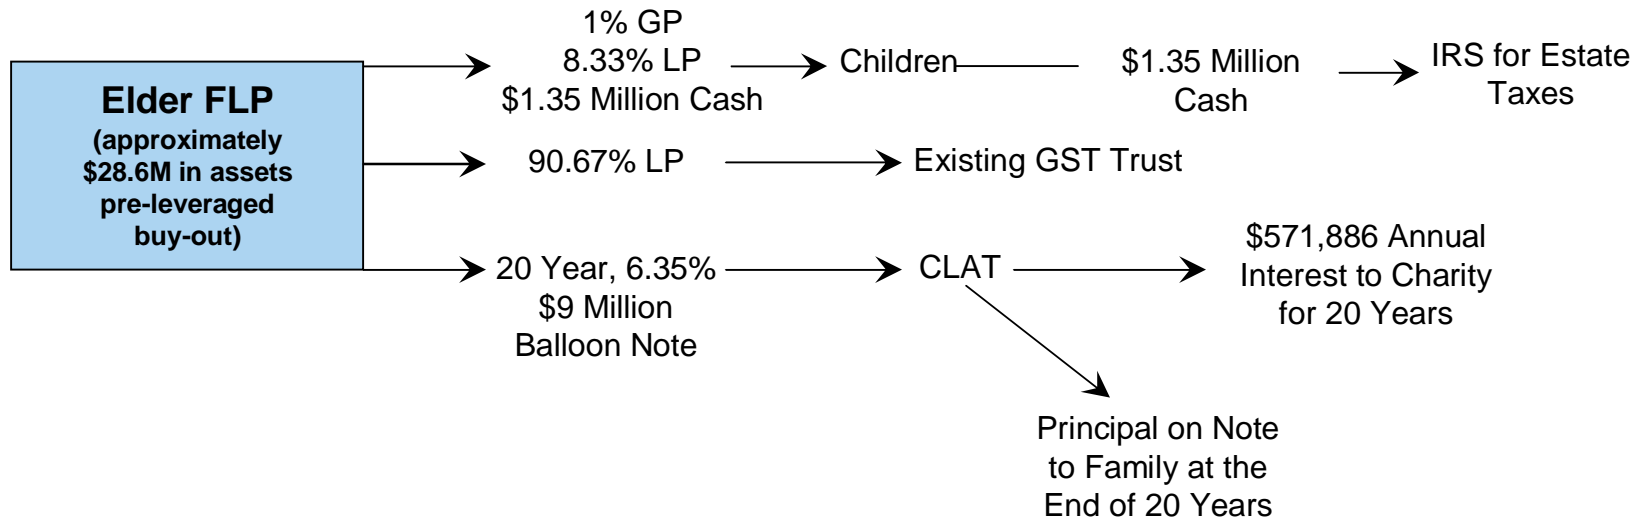 Elder FLP
(approximately
$28.6M in assets
pre-leveraged
buy-out)
1% GP
8.33% LP
$1.35 Million Cash
Children
$1.35 Million
Cash
IRS for Estate
Taxes
90.67% LP
Existing GST Trust
20 Year, 6.35%
$9 Million
Balloon Note
CLAT
$571,886 Annual
Interest to Charity
for 20 Years
Principal on Note
to Family at the
End of 20 Years